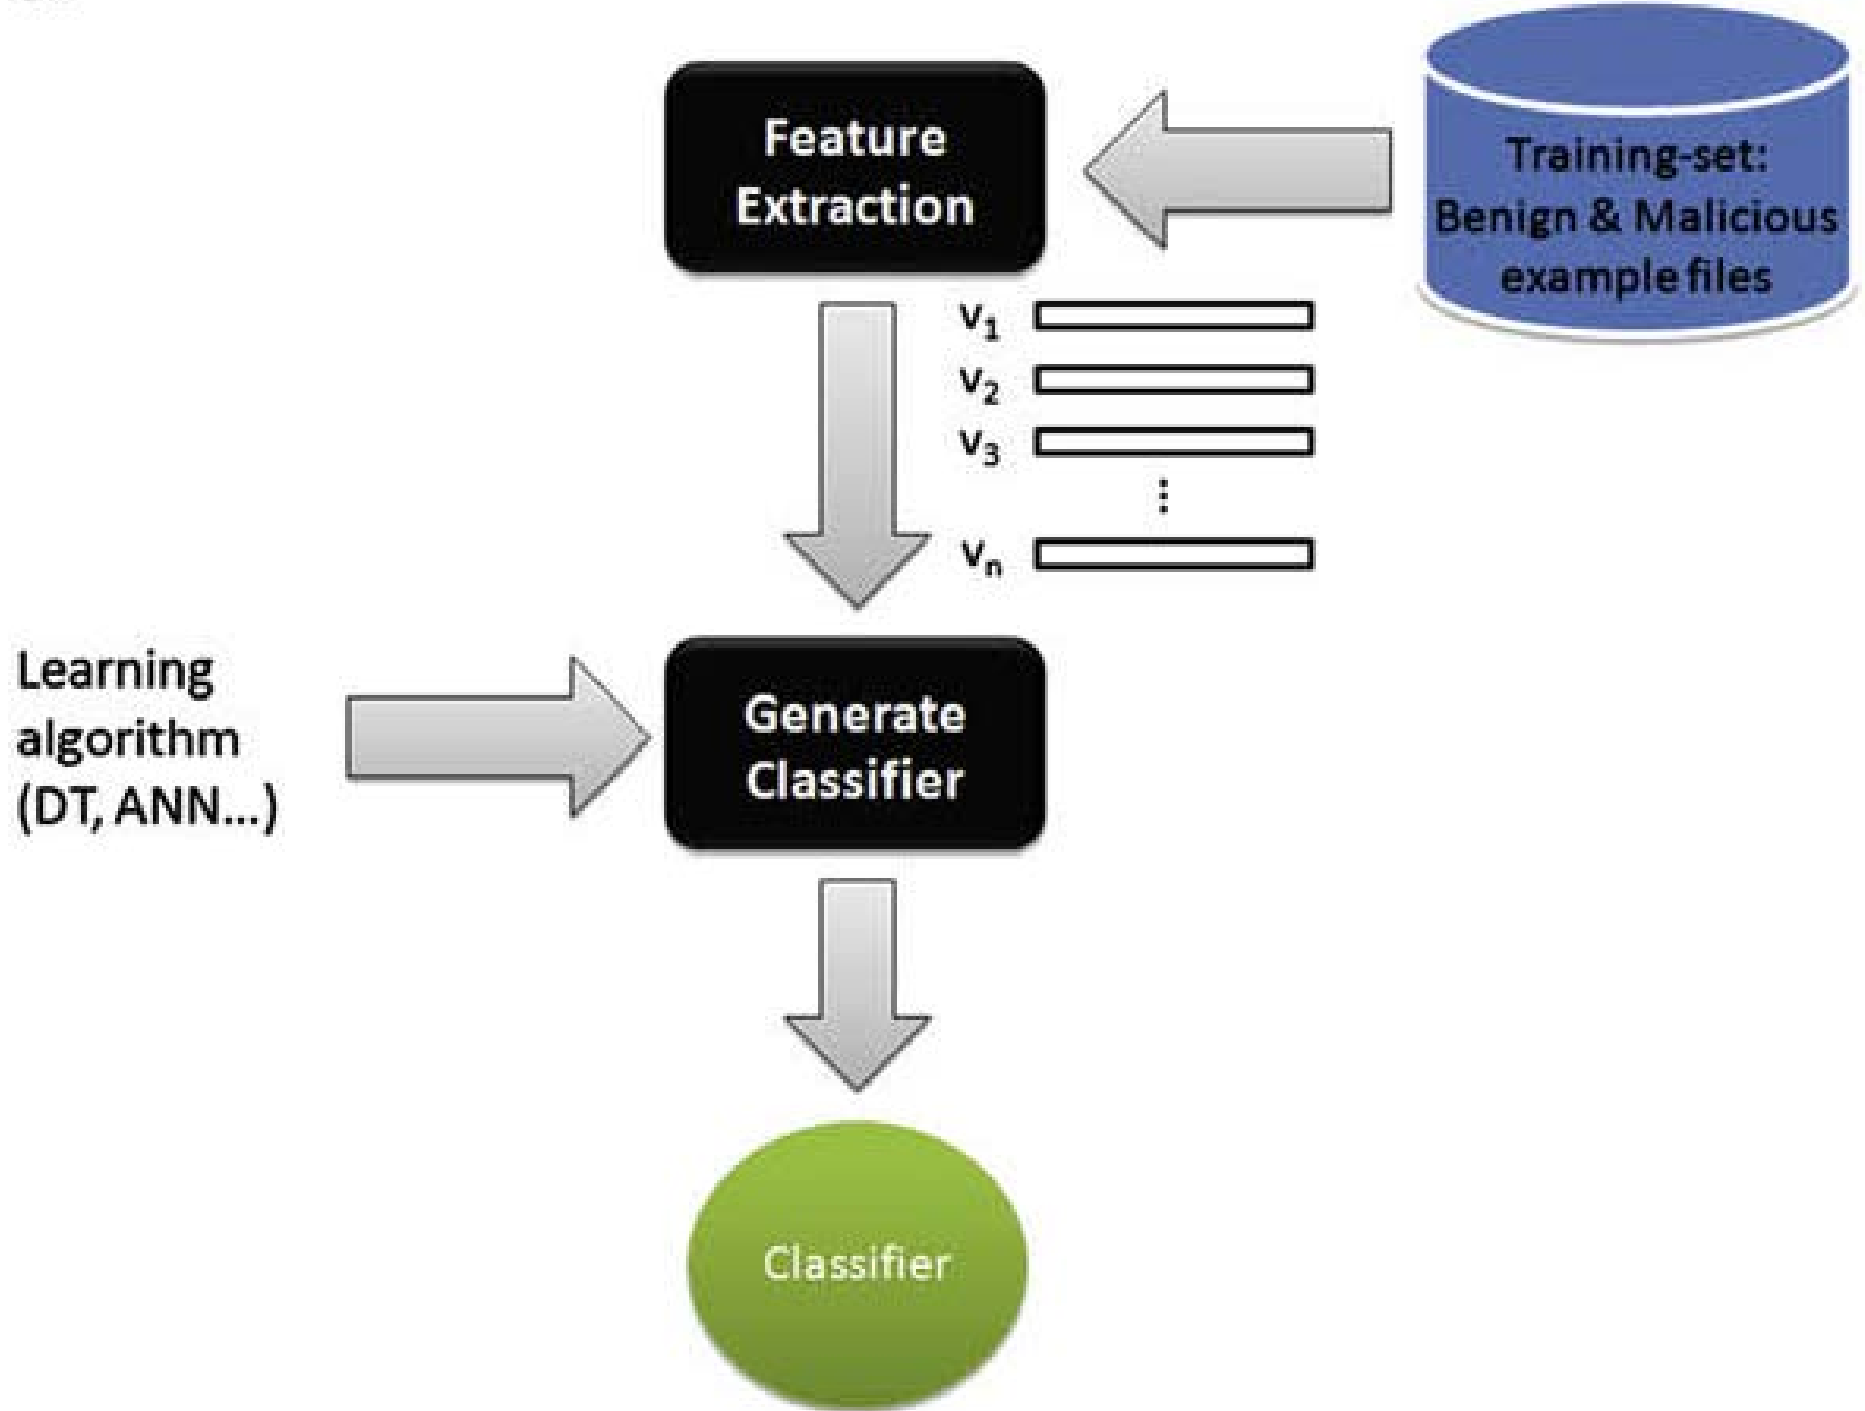 Feature
Extraction
Training-set:
Benign & Malicious
example files
v1
v2
v3
⋮
vn
Learning
algorithm
(DT, ANN...)
Generate
Classifier
Classifier